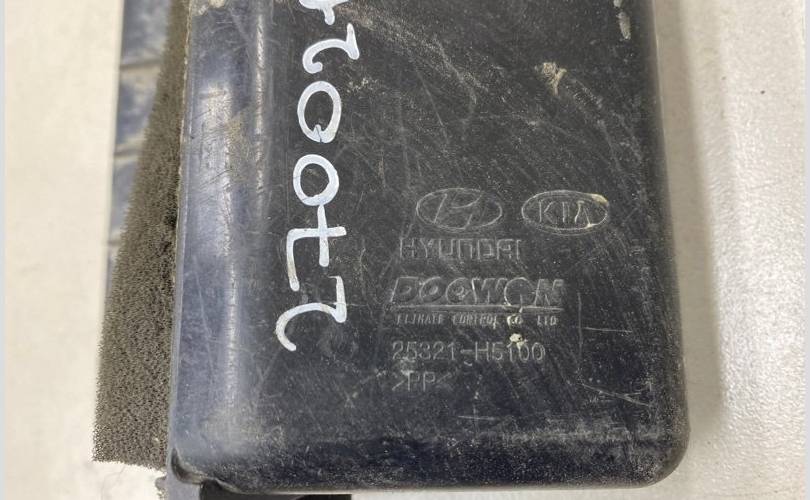 KIA
HYUNDAI
DOOWON
CLIMATE CONTROL CO LTD
25321-H5100
>PP<